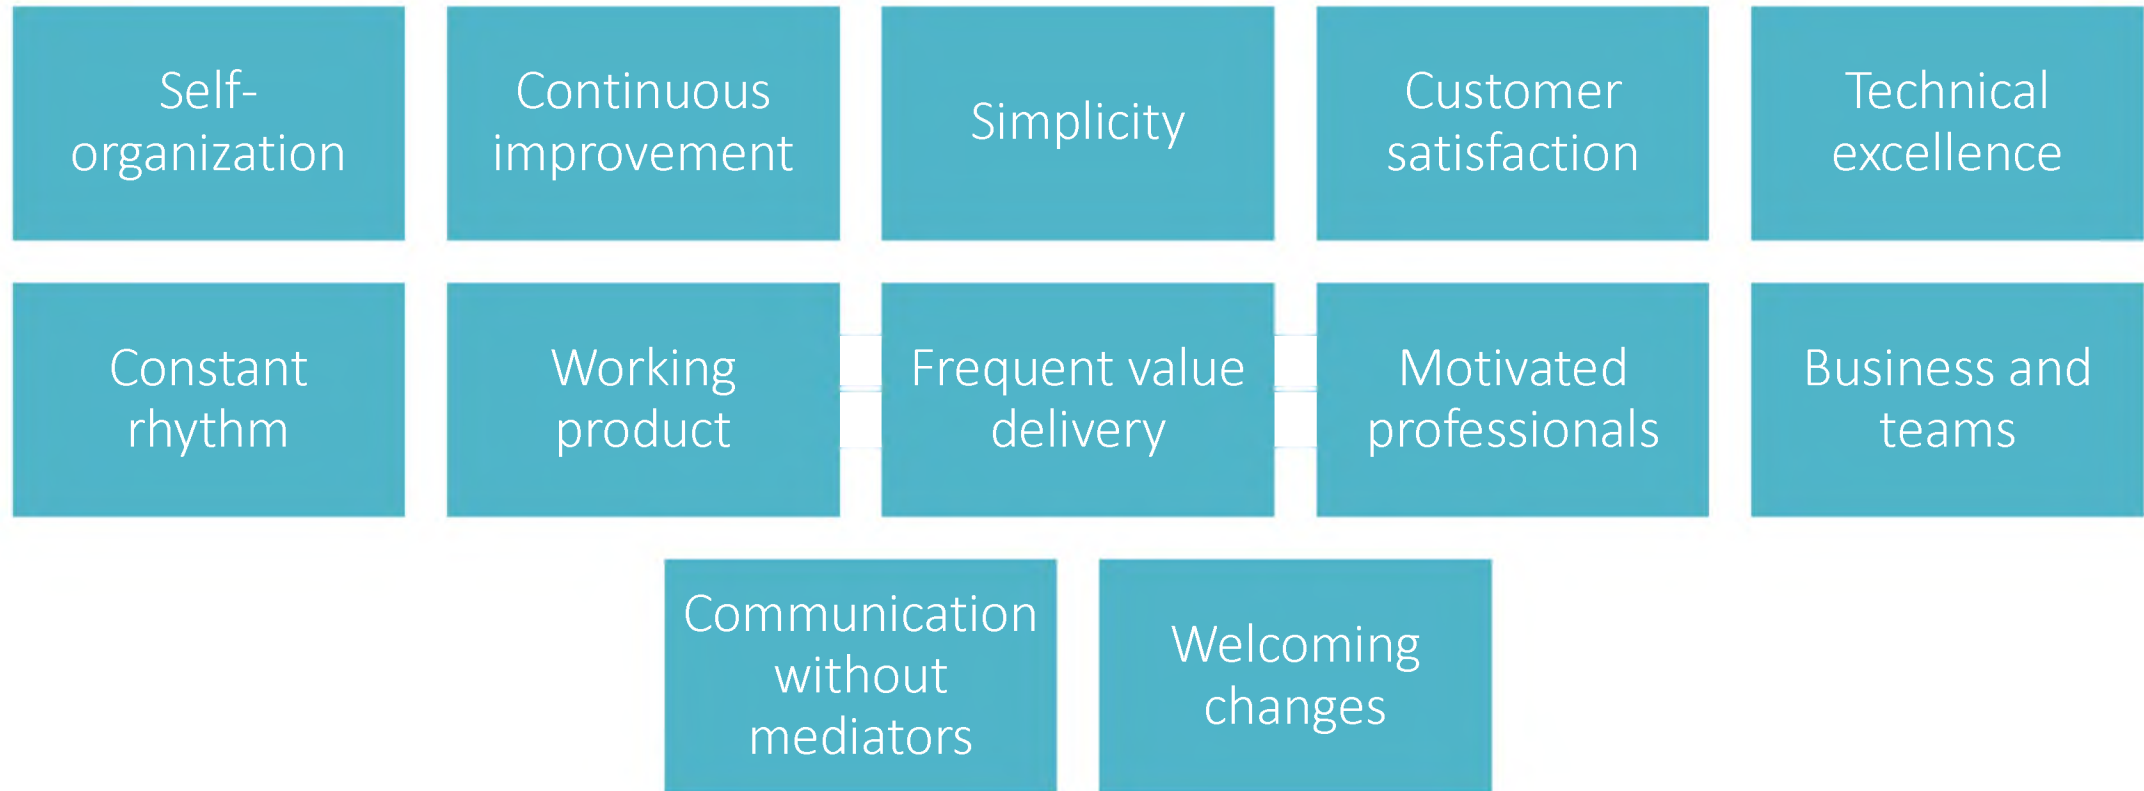 Self-
organization
Continuous
improvement
Simplicity
Customer
satisfaction
Technical
excellence
Constant
rhythm
Working
product
Frequent value
delivery
Motivated
professionals
Business and
teams
Communication
without
mediators
Welcoming
changes